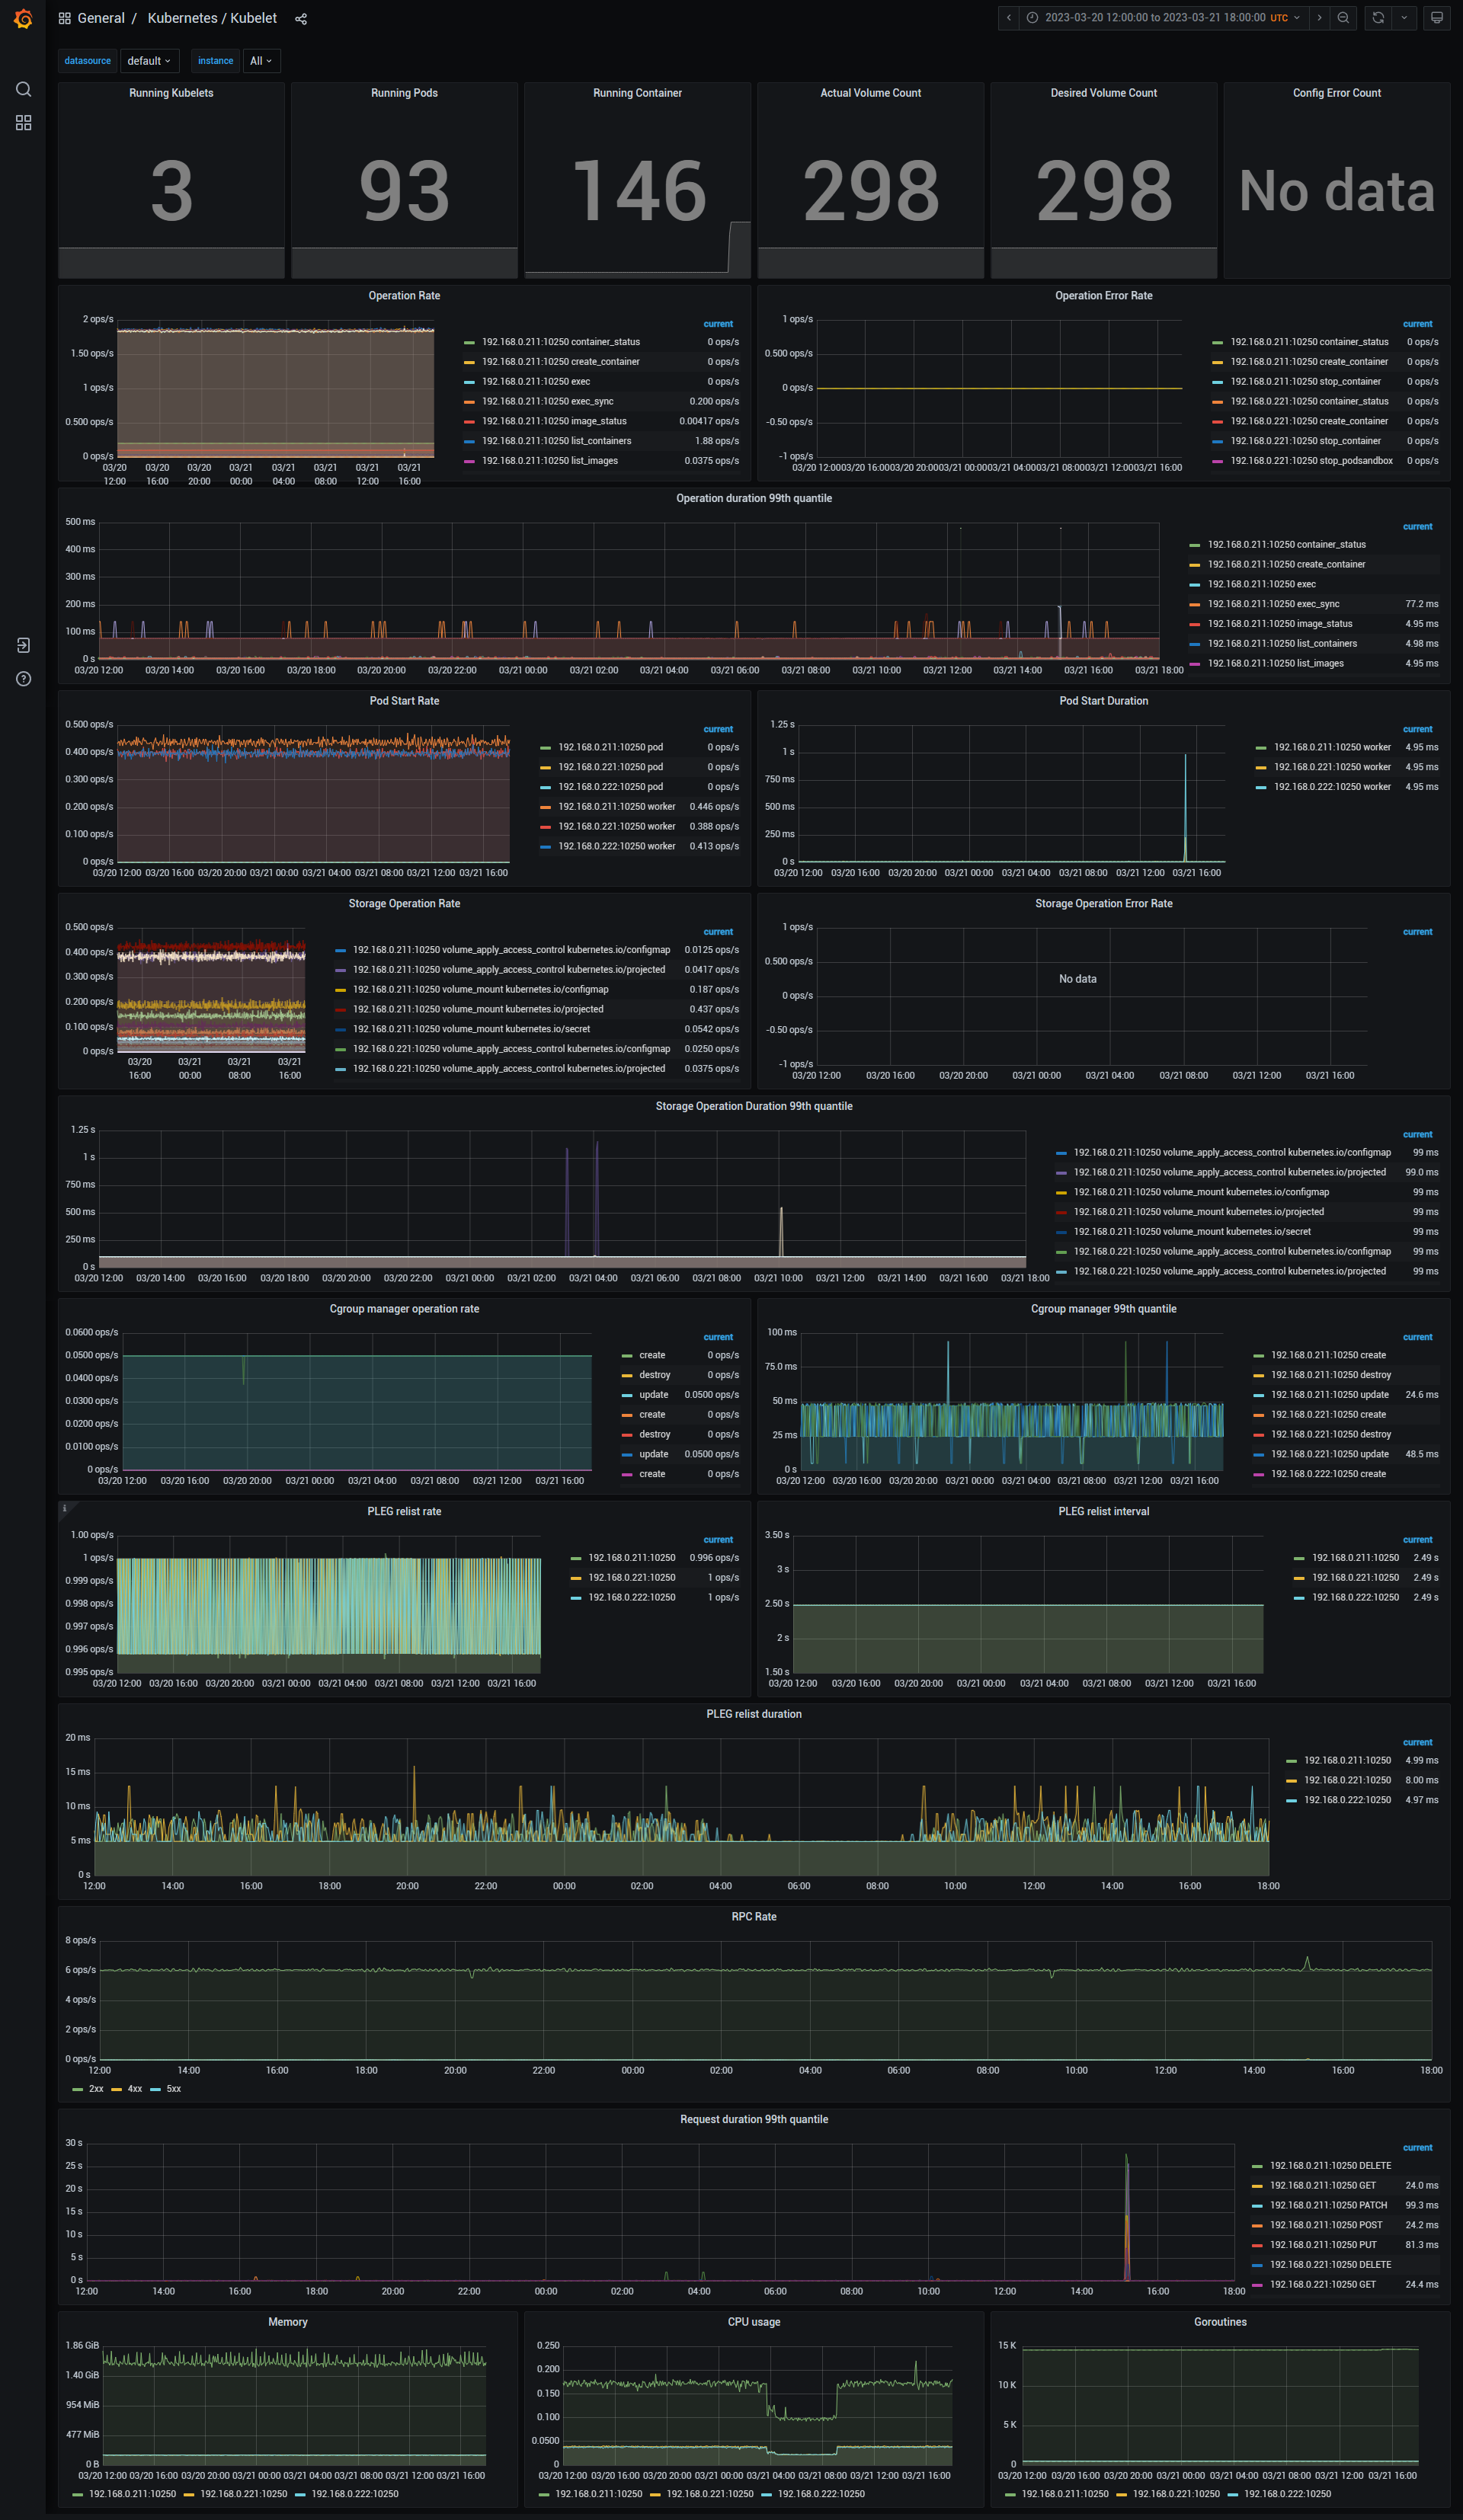 General / Kubernetes / Kubelet
2023-03-20 12:00:00 to 2023-03-21 18:00:00 UTC
datasource default instance All
Running Kubelets
3
Running Pods
93
Running Container
146
Actual Volume Count
298
Desired Volume Count
298
Config Error Count
No data
Operation Rate
2 ops/s
1.50 ops/s
1 ops/s
0.500 ops/s
0 ops/s
03/20 03/20 03/20 03/21 03/21 03/21 03/21 03/21
12:00 16:00 20:00 00:00 04:00 08:00 12:00 16:00
current
192.168.0.211:10250 container_status 0 ops/s
192.168.0.211:10250 create_container 0 ops/s
192.168.0.211:10250 exec 0 ops/s
192.168.0.211:10250 exec_sync 0.200 ops/s
192.168.0.211:10250 image_status 0.00417 ops/s
192.168.0.211:10250 list_containers 1.88 ops/s
192.168.0.211:10250 list_images 0.0375 ops/s
Operation Error Rate
1 ops/s
0.500 ops/s
0 ops/s
-0.50 ops/s
-1 ops/s
03/20 12:00 03/20 16:00 03/20 20:00 03/21 00:00 03/21 04:00 03/21 08:00 03/21 12:00 03/21 16:00
current
192.168.0.211:10250 container_status 0 ops/s
192.168.0.211:10250 create_container 0 ops/s
192.168.0.211:10250 stop_container 0 ops/s
192.168.0.221:10250 container_status 0 ops/s
192.168.0.221:10250 create_container 0 ops/s
192.168.0.221:10250 stop_container 0 ops/s
192.168.0.221:10250 stop_podsandbox 0 ops/s
Operation duration 99th quantile
500 ms
400 ms
300 ms
200 ms
100 ms
0 s
03/20 12:00 03/20 14:00 03/20 16:00 03/20 18:00 03/20 20:00 03/20 22:00 03/21 00:00 03/21 02:00 03/21 04:00 03/21 06:00 03/21 08:00 03/21 10:00 03/21 12:00 03/21 14:00 03/21 16:00 03/21 18:00
current
192.168.0.211:10250 container_status
192.168.0.211:10250 create_container
192.168.0.211:10250 exec
192.168.0.211:10250 exec_sync 77.2 ms
192.168.0.211:10250 image_status 4.95 ms
192.168.0.211:10250 list_containers 4.98 ms
192.168.0.211:10250 list_images 4.95 ms
Pod Start Rate
0.500 ops/s
0.400 ops/s
0.300 ops/s
0.200 ops/s
0.100 ops/s
0 ops/s
03/20 12:00 03/20 16:00 03/20 20:00 03/21 00:00 03/21 04:00 03/21 08:00 03/21 12:00 03/21 16:00
current
192.168.0.211:10250 pod 0 ops/s
192.168.0.221:10250 pod 0 ops/s
192.168.0.222:10250 pod 0 ops/s
192.168.0.211:10250 worker 0.446 ops/s
192.168.0.221:10250 worker 0.388 ops/s
192.168.0.222:10250 worker 0.413 ops/s
Pod Start Duration
1.25 s
1 s
750 ms
500 ms
250 ms
0 s
03/20 12:00 03/20 16:00 03/20 20:00 03/21 00:00 03/21 04:00 03/21 08:00 03/21 12:00 03/21 16:00
current
192.168.0.211:10250 worker 4.95 ms
192.168.0.221:10250 worker 4.95 ms
192.168.0.222:10250 worker 4.95 ms
Storage Operation Rate
0.500 ops/s
0.400 ops/s
0.300 ops/s
0.200 ops/s
0.100 ops/s
0 ops/s
03/20 03/21 03/21 03/21
16:00 00:00 08:00 16:00
current
192.168.0.211:10250 volume_apply_access_control kubernetes.io/configmap 0.0125 ops/s
192.168.0.211:10250 volume_apply_access_control kubernetes.io/projected 0.0417 ops/s
192.168.0.211:10250 volume_mount kubernetes.io/configmap 0.187 ops/s
192.168.0.211:10250 volume_mount kubernetes.io/projected 0.437 ops/s
192.168.0.211:10250 volume_mount kubernetes.io/secret 0.0542 ops/s
192.168.0.221:10250 volume_apply_access_control kubernetes.io/configmap 0.0250 ops/s
192.168.0.221:10250 volume_apply_access_control kubernetes.io/projected 0.0375 ops/s
Storage Operation Error Rate
1 ops/s
0.500 ops/s
0 ops/s
-0.50 ops/s
-1 ops/s
No data
03/20 12:00 03/20 16:00 03/20 20:00 03/21 00:00 03/21 04:00 03/21 08:00 03/21 12:00 03/21 16:00
current
Storage Operation Duration 99th quantile
1.25 s
1 s
750 ms
500 ms
250 ms
0 s
03/20 12:00 03/20 14:00 03/20 16:00 03/20 18:00 03/20 20:00 03/20 22:00 03/21 00:00 03/21 02:00 03/21 04:00 03/21 06:00 03/21 08:00 03/21 10:00 03/21 12:00 03/21 14:00 03/21 16:00 03/21 18:00
current
192.168.0.211:10250 volume_apply_access_control kubernetes.io/configmap 99 ms
192.168.0.211:10250 volume_apply_access_control kubernetes.io/projected 99.0 ms
192.168.0.211:10250 volume_mount kubernetes.io/configmap 99 ms
192.168.0.211:10250 volume_mount kubernetes.io/projected 99 ms
192.168.0.211:10250 volume_mount kubernetes.io/secret 99 ms
192.168.0.221:10250 volume_apply_access_control kubernetes.io/configmap 99 ms
192.168.0.221:10250 volume_apply_access_control kubernetes.io/projected 99 ms
Cgroup manager operation rate
0.0600 ops/s
0.0500 ops/s
0.0400 ops/s
0.0300 ops/s
0.0200 ops/s
0.0100 ops/s
0 ops/s
03/20 12:00 03/20 16:00 03/20 20:00 03/21 00:00 03/21 04:00 03/21 08:00 03/21 12:00 03/21 16:00
current
create 0 ops/s
destroy 0 ops/s
update 0.0500 ops/s
create 0 ops/s
destroy 0 ops/s
update 0.0500 ops/s
create 0 ops/s
Cgroup manager 99th quantile
100 ms
75.0 ms
50 ms
25 ms
0 s
03/20 12:00 03/20 16:00 03/20 20:00 03/21 00:00 03/21 04:00 03/21 08:00 03/21 12:00 03/21 16:00
current
192.168.0.211:10250 create
192.168.0.211:10250 destroy
192.168.0.211:10250 update 24.6 ms
192.168.0.221:10250 create
192.168.0.221:10250 destroy
192.168.0.221:10250 update 48.5 ms
192.168.0.222:10250 create
PLEG relist rate
1.00 ops/s
1 ops/s
0.999 ops/s
0.998 ops/s
0.997 ops/s
0.996 ops/s
0.995 ops/s
03/20 12:00 03/20 16:00 03/20 20:00 03/21 00:00 03/21 04:00 03/21 08:00 03/21 12:00 03/21 16:00
current
192.168.0.211:10250 0.996 ops/s
192.168.0.221:10250 1 ops/s
192.168.0.222:10250 1 ops/s
PLEG relist interval
3.50 s
3 s
2.50 s
2 s
1.50 s
03/20 12:00 03/20 16:00 03/20 20:00 03/21 00:00 03/21 04:00 03/21 08:00 03/21 12:00 03/21 16:00
current
192.168.0.211:10250 2.49 s
192.168.0.221:10250 2.49 s
192.168.0.222:10250 2.49 s
PLEG relist duration
20 ms
15 ms
10 ms
5 ms
0 s
12:00 14:00 16:00 18:00 20:00 22:00 00:00 02:00 04:00 06:00 08:00 10:00 12:00 14:00 16:00 18:00
current
192.168.0.211:10250 4.99 ms
192.168.0.221:10250 8.00 ms
192.168.0.222:10250 4.97 ms
RPC Rate
8 ops/s
6 ops/s
4 ops/s
2 ops/s
0 ops/s
12:00 14:00 16:00 18:00 20:00 22:00 00:00 02:00 04:00 06:00 08:00 10:00 12:00 14:00 16:00 18:00
2xx 4xx 5xx
Request duration 99th quantile
30 s
25 s
20 s
15 s
10 s
5 s
0 s
12:00 14:00 16:00 18:00 20:00 22:00 00:00 02:00 04:00 06:00 08:00 10:00 12:00 14:00 16:00 18:00
current
192.168.0.211:10250 DELETE
192.168.0.211:10250 GET 24.0 ms
192.168.0.211:10250 PATCH 99.3 ms
192.168.0.211:10250 POST 24.2 ms
192.168.0.211:10250 PUT 81.3 ms
192.168.0.221:10250 DELETE
192.168.0.221:10250 GET 24.4 ms
Memory
1.86 GiB
1.40 GiB
954 MiB
477 MiB
0 B
03/20 12:00 03/20 16:00 03/20 20:00 03/21 00:00 03/21 04:00 03/21 08:00 03/21 12:00 03/21 16:00
192.168.0.211:10250 192.168.0.221:10250 192.168.0.222:10250
CPU usage
0.250
0.200
0.150
0.100
0.0500
0
03/20 12:00 03/20 16:00 03/20 20:00 03/21 00:00 03/21 04:00 03/21 08:00 03/21 12:00 03/21 16:00
192.168.0.211:10250 192.168.0.221:10250 192.168.0.222:10250
Goroutines
15 K
10 K
5 K
0
03/20 12:00 03/20 16:00 03/20 20:00 03/21 00:00 03/21 04:00 03/21 08:00 03/21 12:00 03/21 16:00
192.168.0.211:10250 192.168.0.221:10250 192.168.0.222:10250